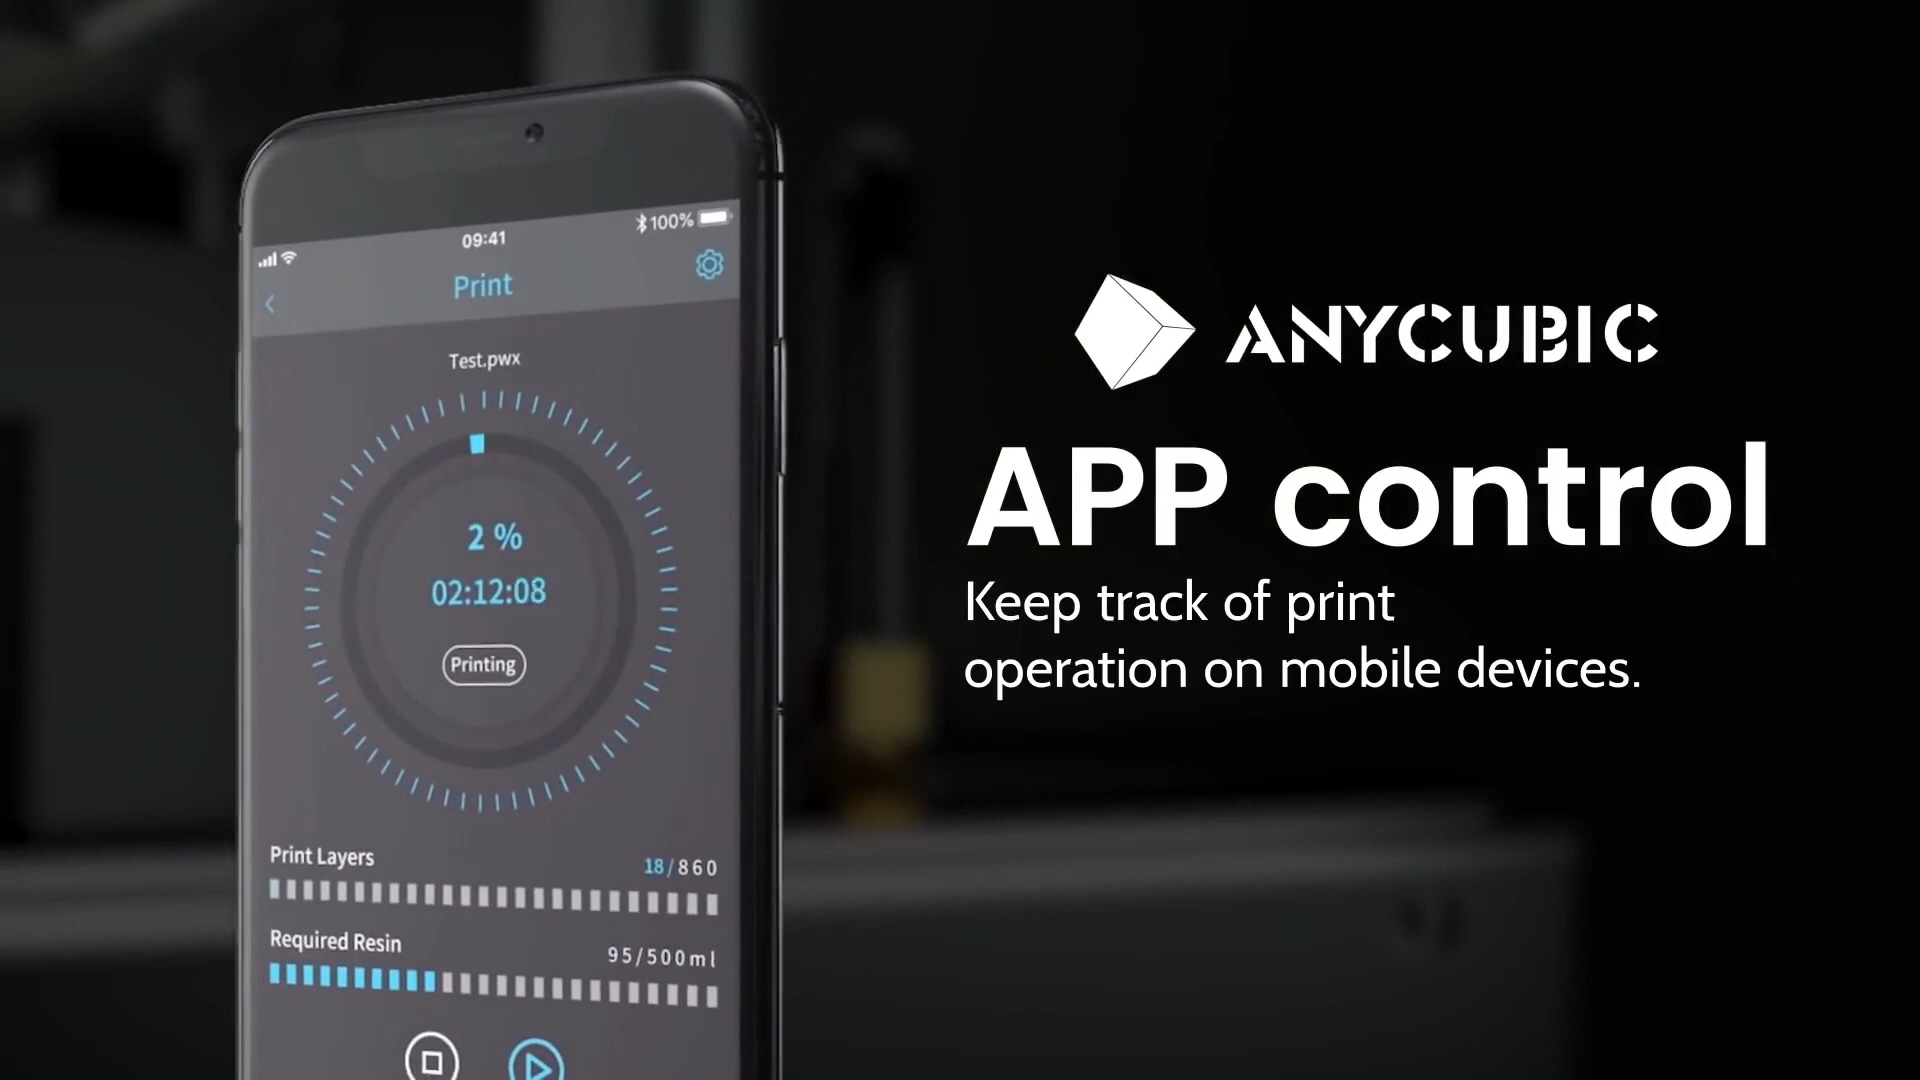 09:41
100%
Print
Test.pwx
2 %
02:12:08
Printing
Print Layers
18/860
Required Resin
95/500ml
ANYCUBIC
APP control
Keep track of print
operation on mobile devices.